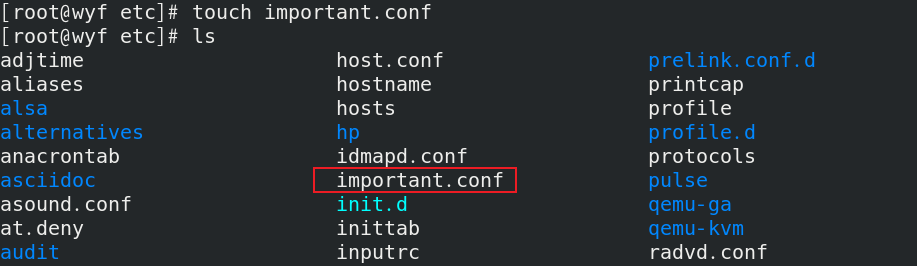 [root@wyf etc]# touch important.conf
[root@wyf etc]# ls
adjtime host.conf prelink.conf.d
aliases hostname printcap
alsa hosts profile
alternatives hp profile.d
anacrontab idmapd.conf protocols
asciidoc important.conf pulse
asound.conf init.d qemu-ga
at.deny inittab qemu-kvm
audit inputrc radvd.conf